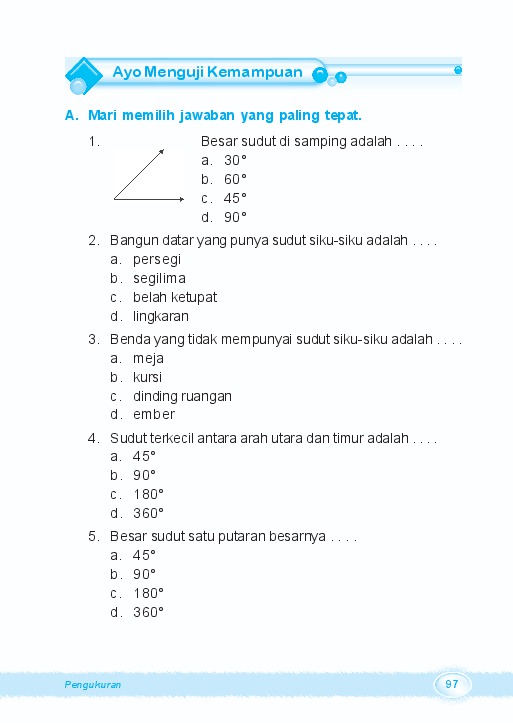 Ayo Menguji Kemampuan
A. Mari memilih jawaban yang paling tepat.
1. Besar sudut di samping adalah . . . .
a. 30°
b. 60°
c. 45°
d. 90°
2. Bangun datar yang punya sudut siku-siku adalah . . . .
a. persegi
b. segilima
c. belah ketupat
d. lingkaran
3. Benda yang tidak mempunyai sudut siku-siku adalah . . . .
a. meja
b. kursi
c. dinding ruangan
d. ember
4. Sudut terkecil antara arah utara dan timur adalah . . . .
a. 45°
b. 90°
c. 180°
d. 360°
5. Besar sudut satu putaran besarnya . . . .
a. 45°
b. 90°
c. 180°
d. 360°
Pengukuran
97